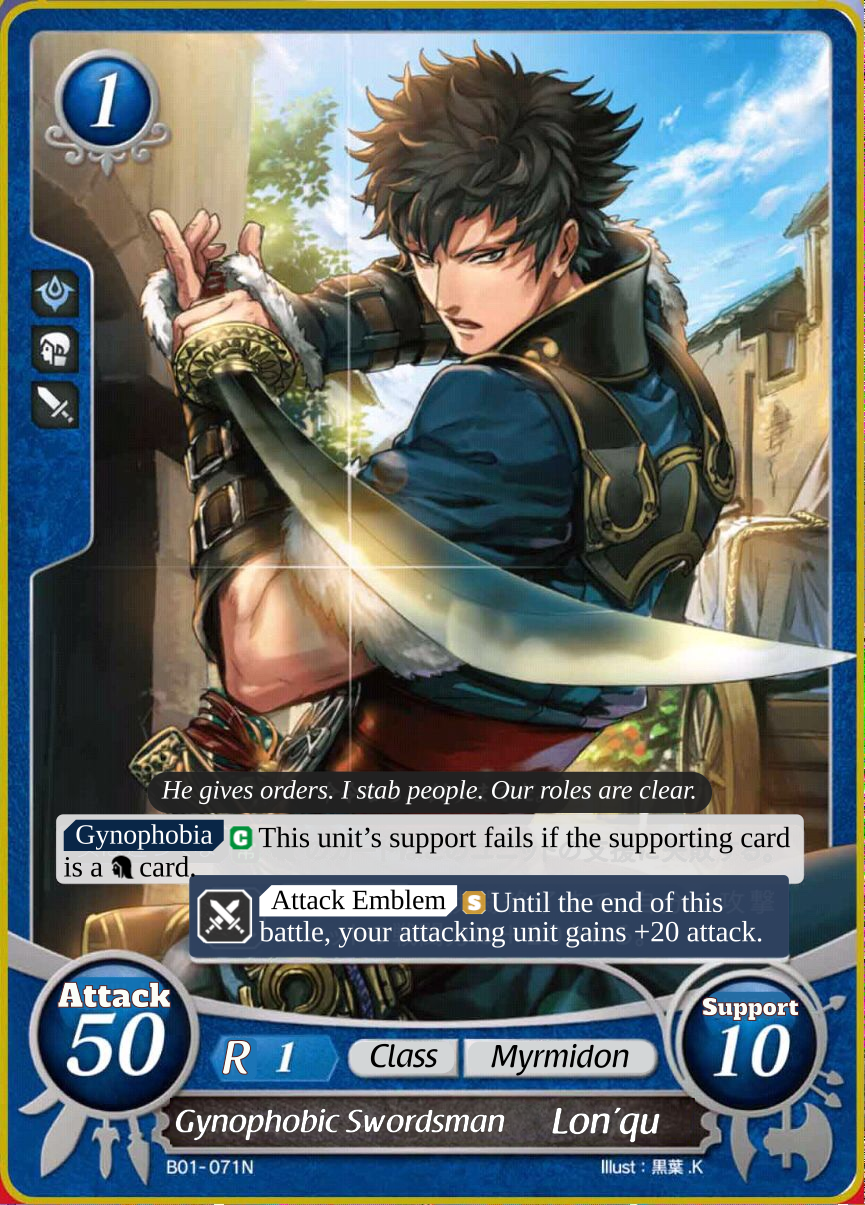 1
He gives orders. I stab people. Our roles are clear.
Gynophobia C This unit's support fails if the supporting card
is a card.
Attack Emblem S Until the end of this
battle, your attacking unit gains +20 attack.
Attack
50
R 1
Class Myrmidon
Support
10
Gynophobic Swordsman Lon'qu
B01-071N
Illust：黒葉.K